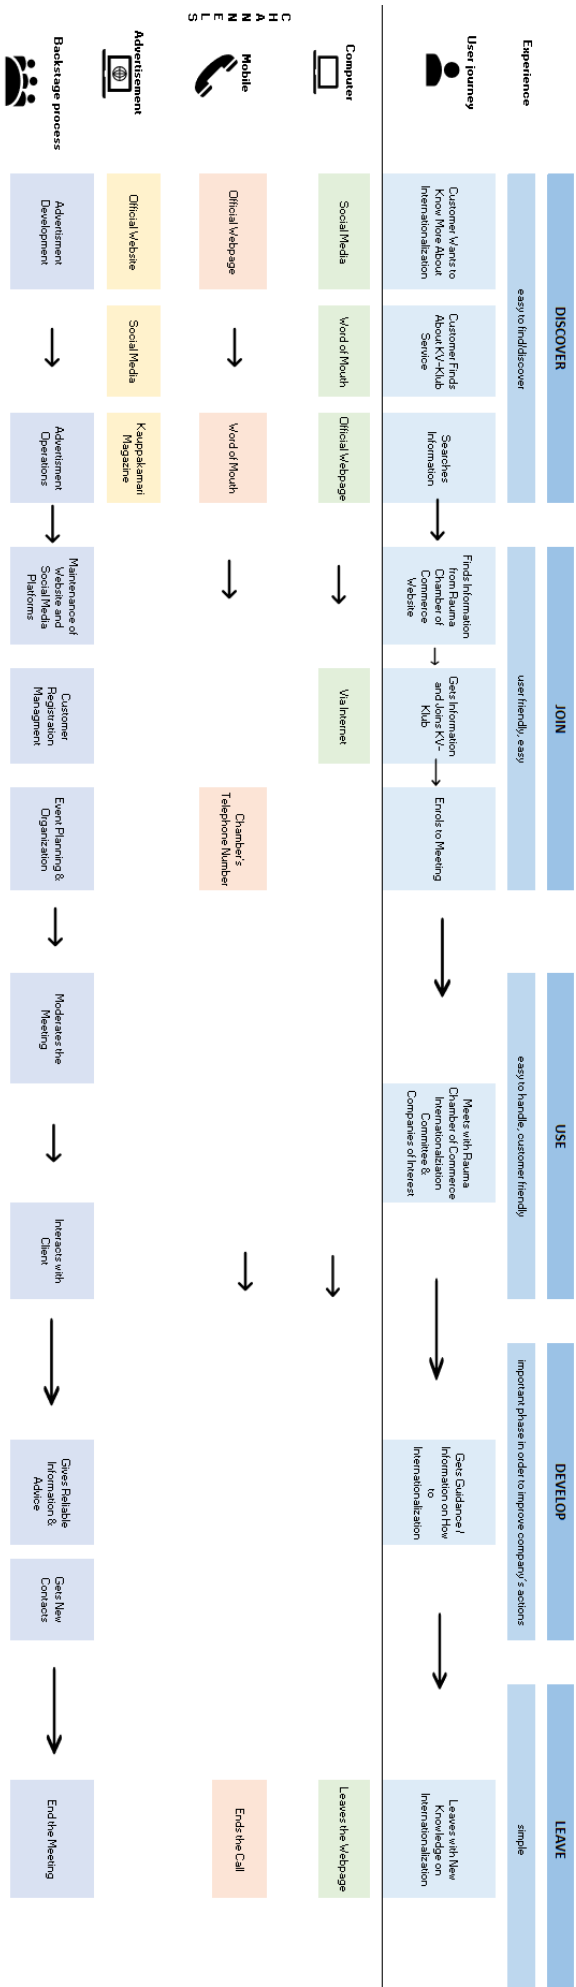 DISCOVER
JOIN
USE
DEVELOP
LEAVE
Experience
easy to find/discover
user friendly, easy
easy to handle, customer friendly
important phase in order to improve company's actions
simple
User journey
Customer Wants to
Know More About
Internationalization
Customer Finds
About KV-Klub
Service
Searches
Information
Finds Information
from Rauma
Chamber of
Commerce
Website
Gets Information
and Joins KV-
Klub
Enrols to Meeting
Meets with Rauma
Chamber of Commerce
Internationalziation
Committee &
Companies of Interest
Gets Guidance /
Information on How
to
Internationalization
Leaves with New
Knowledge on
Internationalization
CHANNELS
Computer
Social Media
Word of Mouth
Official Webpage
Via Internet
Leaves the Webpage
Mobile
Official Webpage
Word of Mouth
Chamber's
Telephone Number
Ends the Call
Advertisement
Official Website
Social Media
Kauppakamari
Magazine
Backstage process
Advertisment
Development
Advertisment
Operations
Maintenance of
Website and
Social Media
Platforms
Customer
Registration
Managment
Event Planning &
Organization
Moderates the
Meeting
Interacts with
Client
Gives Reliable
Information &
Advice
Gets New
Contacts
End the Meeting